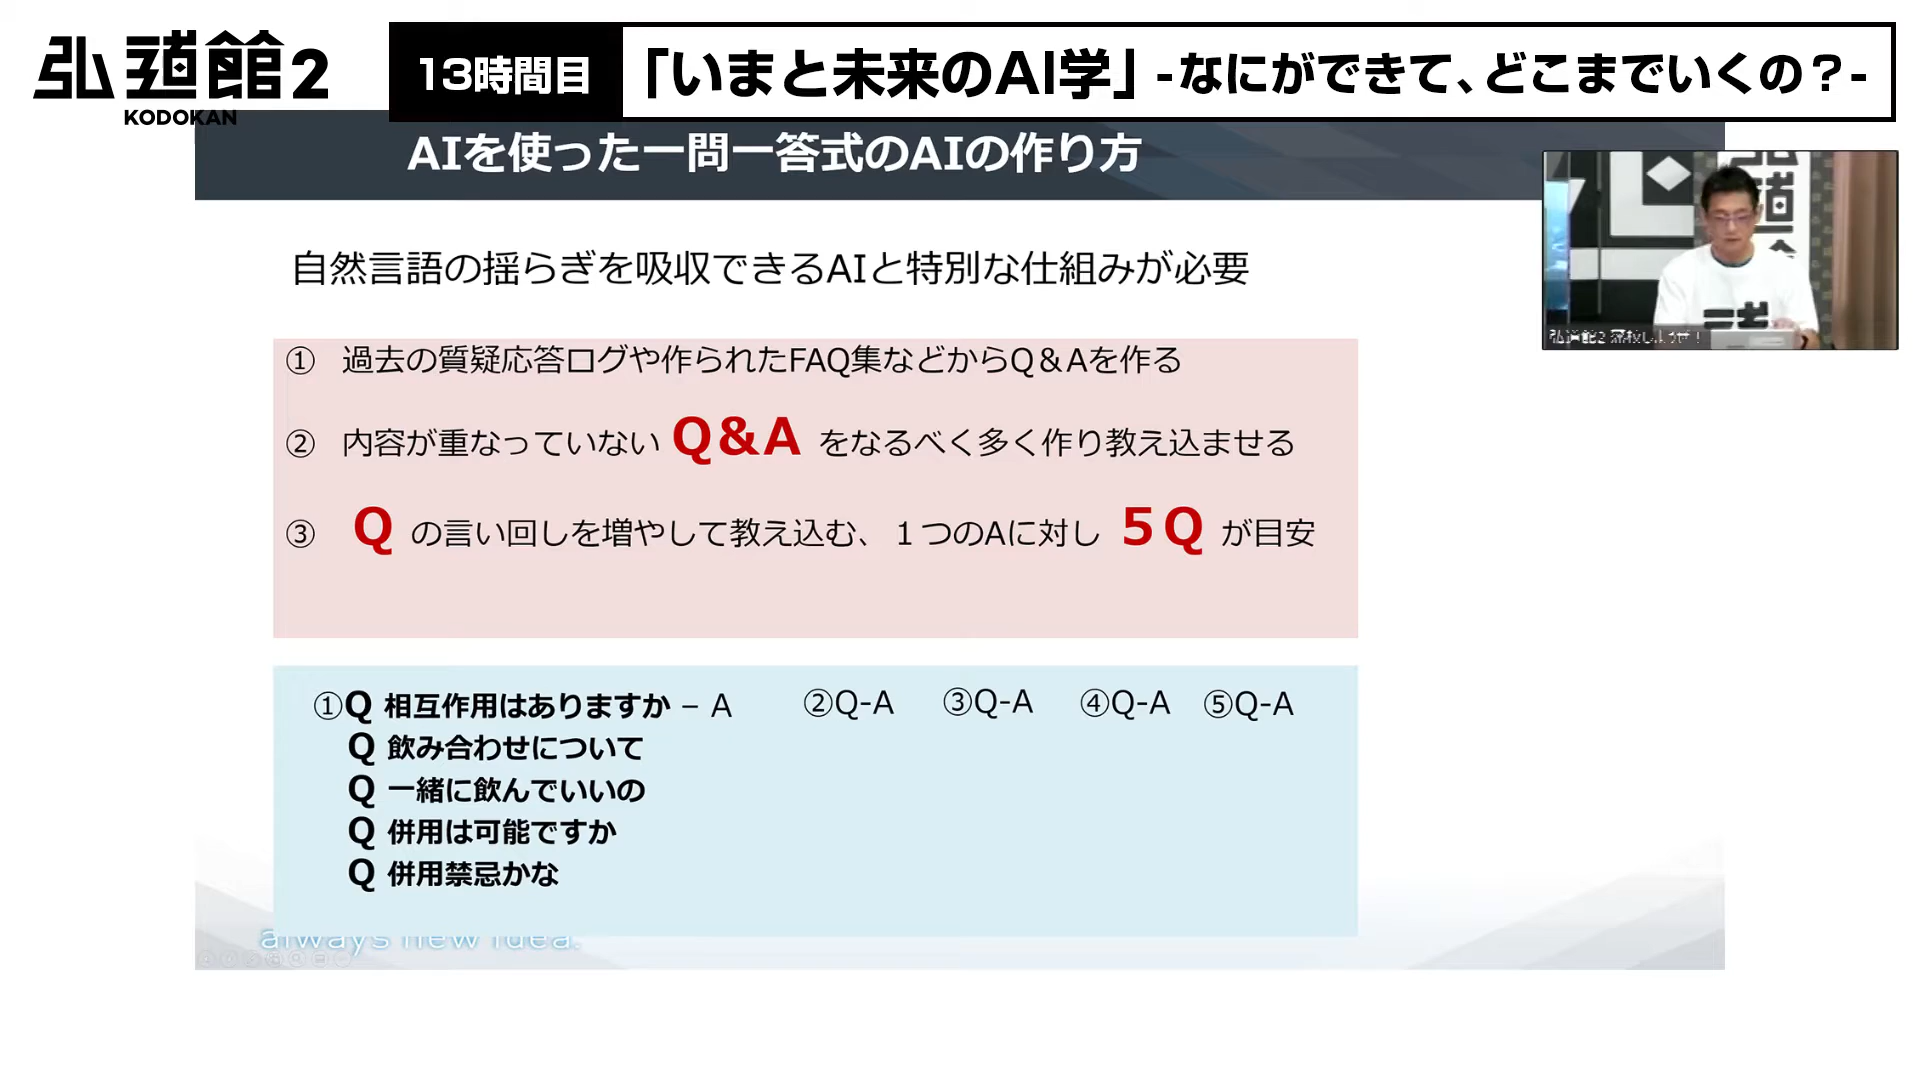 弘道館2
KODOKAN
13時間目
「いまと未来のAI学」-なにができて、どこまでいくの？-
AIを使った一問一答式のAIの作り方
自然言語の揺らぎを吸収できるAIと特別な仕組みが必要
① 過去の質疑応答ログや作られたFAQ集などからQ＆Aを作る
② 内容が重なっていない Q&A をなるべく多く作り教え込ませる
③ Q の言い回しを増やして教え込む、１つのAに対し ５Q が目安
①Q 相互作用はありますか – A ②Q-A ③Q-A ④Q-A ⑤Q-A
Q 飲み合わせについて
Q 一緒に飲んでいいの
Q 併用は可能ですか
Q 併用禁忌かな
always new idea.